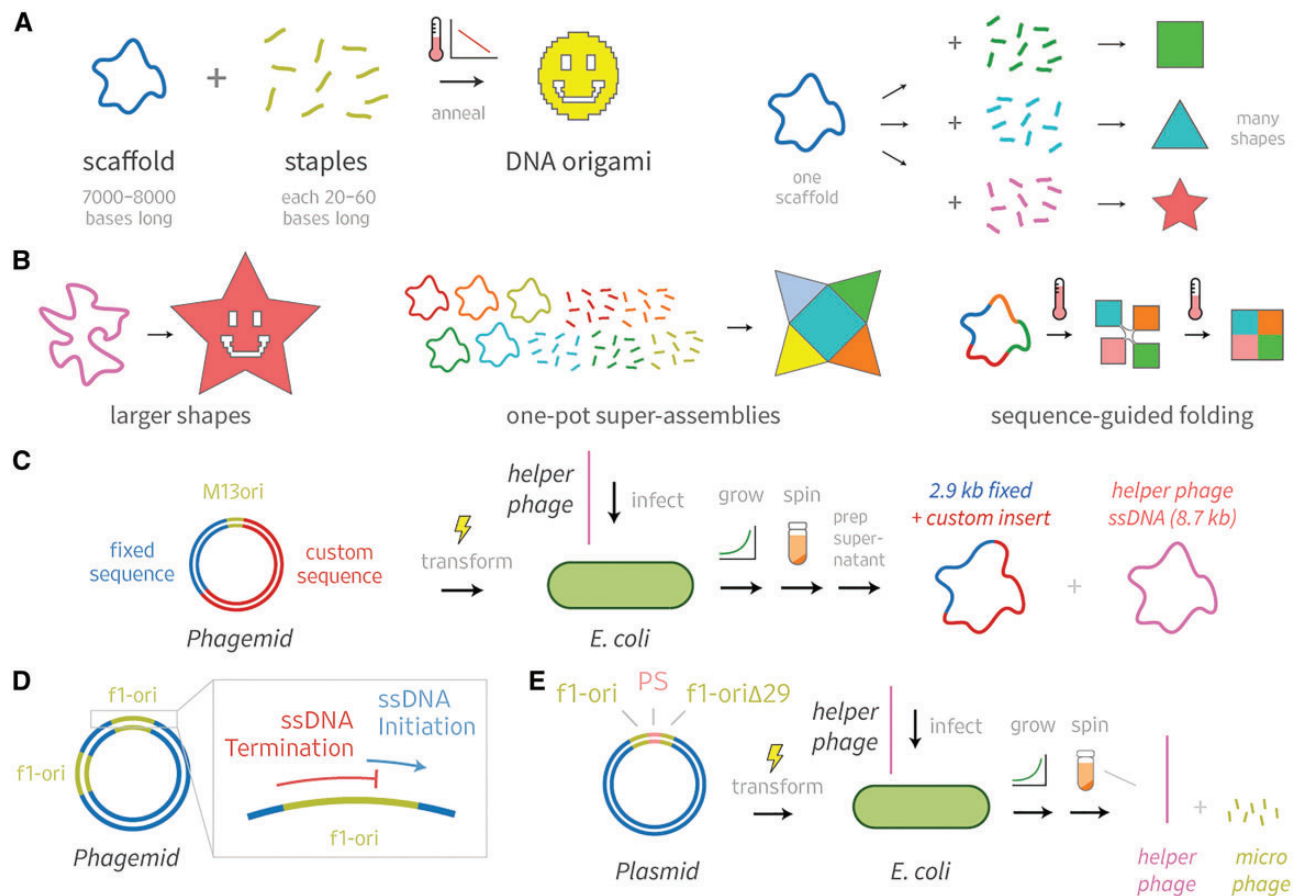 A
scaffold
7000–8000
bases long
+
staples
each 20–60
bases long
anneal
DNA origami
one
scaffold
+
+
+
many
shapes
B
larger shapes
one-pot super-assemblies
sequence-guided folding
C
M13ori
fixed
sequence
custom
sequence
Phagemid
transform
helper
phage
infect
E. coli
grow
spin
prep
super-
natant
2.9 kb fixed
+ custom insert
+
helper phage
ssDNA (8.7 kb)
D
f1-ori
f1-ori
Phagemid
ssDNA
Termination
ssDNA
Initiation
f1-ori
E
f1-ori
PS
f1-oriΔ29
Plasmid
transform
helper
phage
infect
E. coli
grow
spin
helper
phage
+
micro
phage